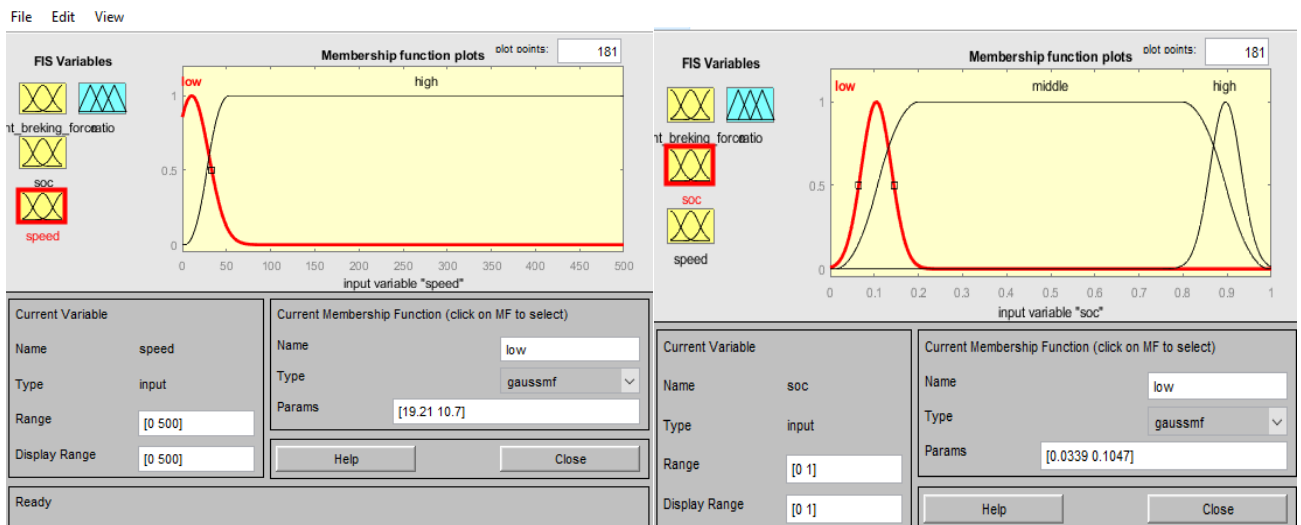 File Edit View
FIS Variables
Membership function plots
plot points:
181
nt_breking_force
ratio
soc
speed
low
high
1
0.5
0
0 50 100 150 200 250 300 350 400 450 500
input variable "speed"
Current Variable
Name speed
Type input
Range [0 500]
Display Range [0 500]
Current Membership Function (click on MF to select)
Name low
Type gaussmf
Params [19.21 10.7]
Help Close
Ready
FIS Variables
Membership function plots
plot points:
181
nt_breking_force
ratio
soc
speed
low
middle
high
1
0.5
0
0 0.1 0.2 0.3 0.4 0.5 0.6 0.7 0.8 0.9 1
input variable "soc"
Current Variable
Name soc
Type input
Range [0 1]
Display Range [0 1]
Current Membership Function (click on MF to select)
Name low
Type gaussmf
Params [0.0339 0.1047]
Help Close